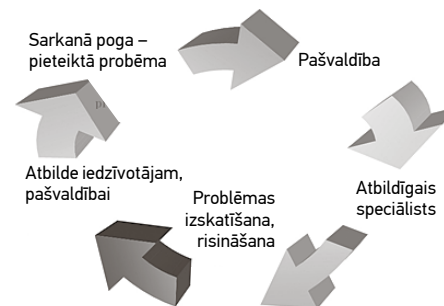 Sarkanā poga –
pieteiktā probēma
Pašvaldība
Atbildīgais
speciālists
Problēmas
izskatīšana,
risināšana
Atbilde iedzīvotājam,
pašvaldībai